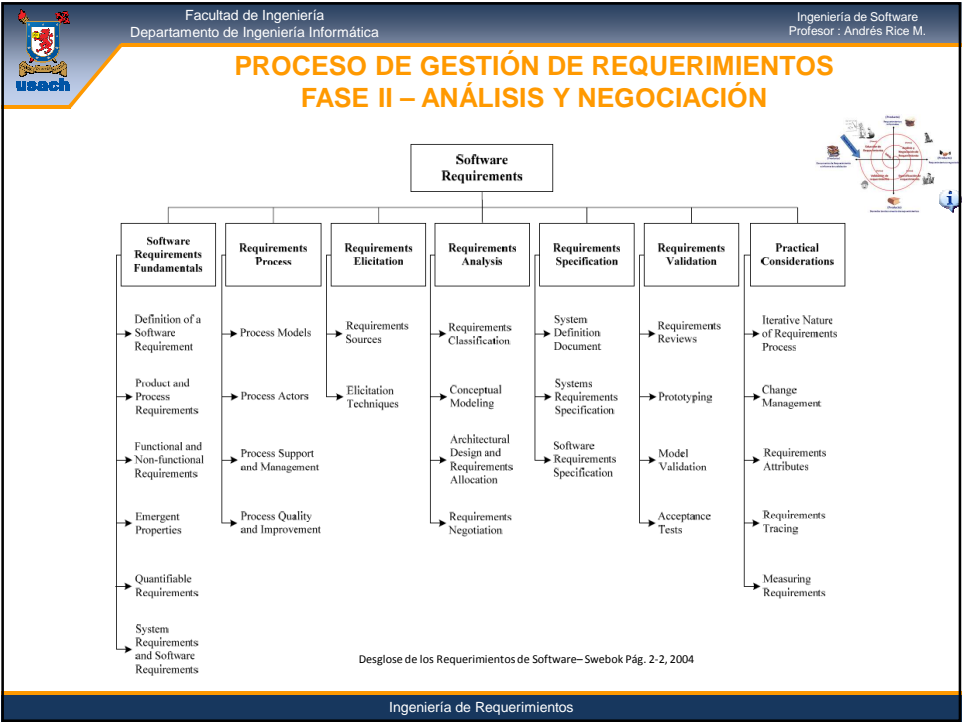 Facultad de Ingeniería
Departamento de Ingeniería Informática
Ingeniería de Software
Profesor : Andrés Rice M.
usach
PROCESO DE GESTIÓN DE REQUERIMIENTOS
FASE II – ANÁLISIS Y NEGOCIACIÓN
Software
Requirements
Software
Requirements
Fundamentals
Definition of a
Software
Requirement
Product and
Process
Requirements
Functional and
Non-functional
Requirements
Emergent
Properties
Quantifiable
Requirements
System
Requirements
and Software
Requirements
Requirements
Process
Process Models
Process Actors
Process Support
and Management
Process Quality
and Improvement
Requirements
Elicitation
Requirements
Sources
Elicitation
Techniques
Requirements
Analysis
Requirements
Classification
Conceptual
Modeling
Architectural
Design and
Requirements
Allocation
Requirements
Negotiation
Requirements
Specification
System
Definition
Document
Systems
Requirements
Specification
Software
Requirements
Specification
Requirements
Validation
Requirements
Reviews
Prototyping
Model
Validation
Acceptance
Tests
Practical
Considerations
Iterative Nature
of Requirements
Process
Change
Management
Requirements
Attributes
Requirements
Tracing
Measuring
Requirements
Desglose de los Requerimientos de Software– Swebok Pág. 2-2, 2004
Ingeniería de Requerimientos